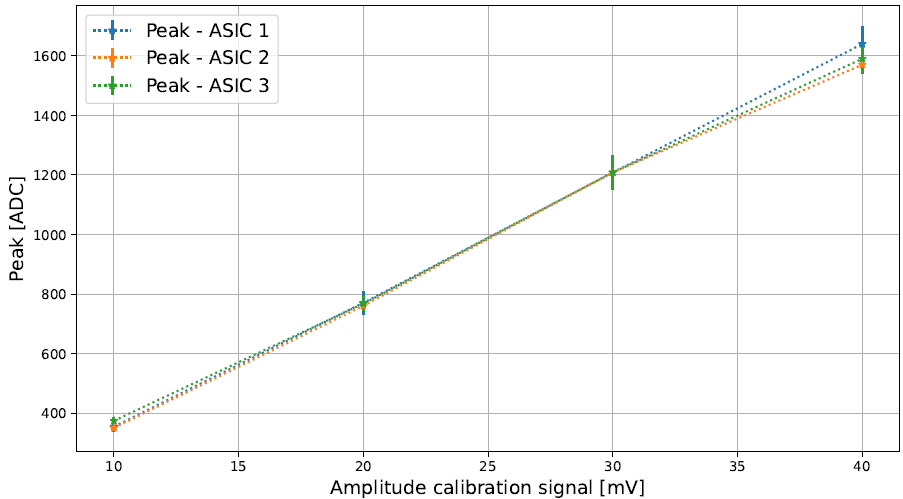 Peak - ASIC 1
Peak - ASIC 2
Peak - ASIC 3
Peak [ADC]
1600
1400
1200
1000
800
600
400
10 15 20 25 30 35 40
Amplitude calibration signal [mV]